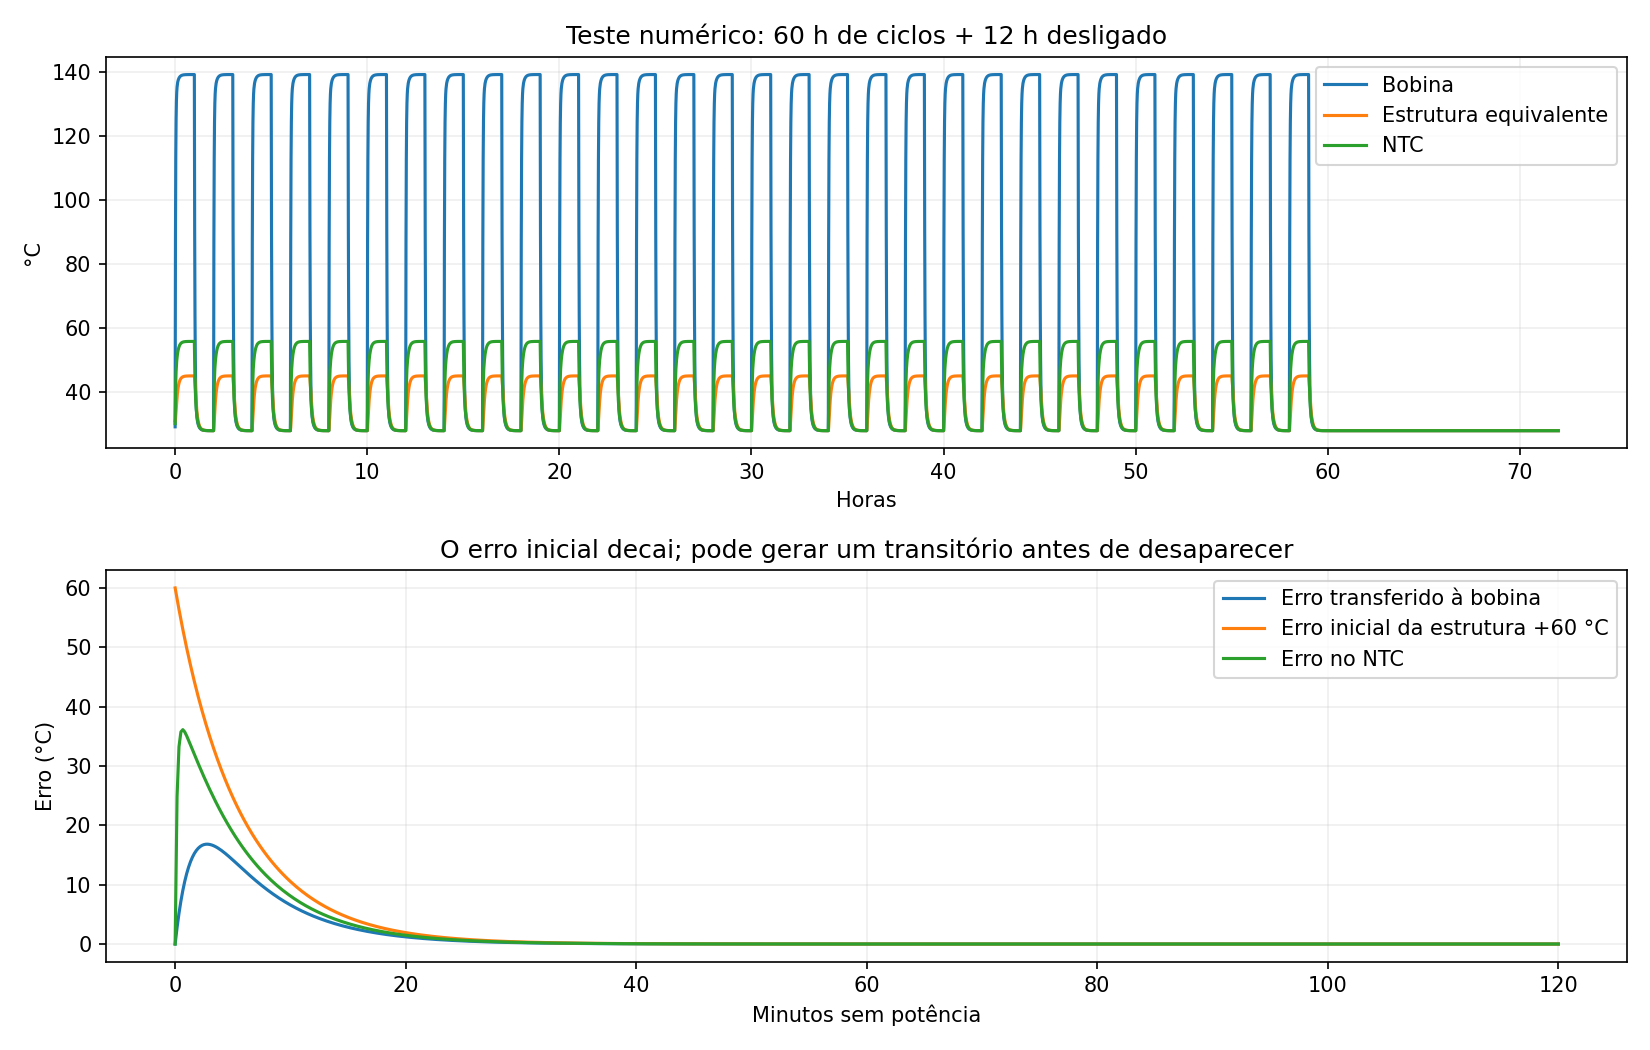 Teste numérico: 60 h de ciclos + 12 h desligado
140
120
100
80
60
40
°C
Bobina
Estrutura equivalente
NTC
0 10 20 30 40 50 60 70
Horas
O erro inicial decai; pode gerar um transitório antes de desaparecer
60
50
40
30
20
10
0
Erro (°C)
Erro transferido à bobina
Erro inicial da estrutura +60 °C
Erro no NTC
0 20 40 60 80 100 120
Minutos sem potência